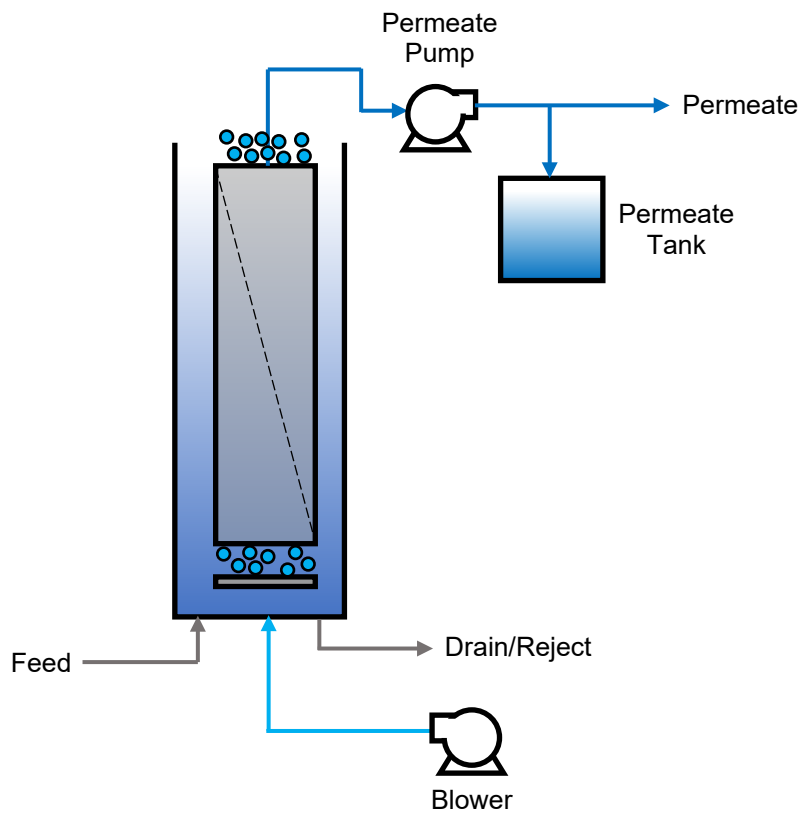 Permeate
Pump
Permeate
Permeate
Tank
Feed
Drain/Reject
Blower